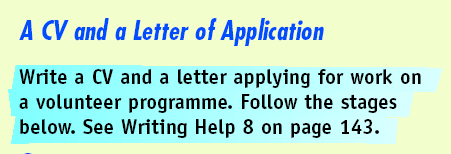 A CV and a Letter of Application
Write a CV and a letter applying for work on
a volunteer programme. Follow the stages
below. See Writing Help 8 on page 143.